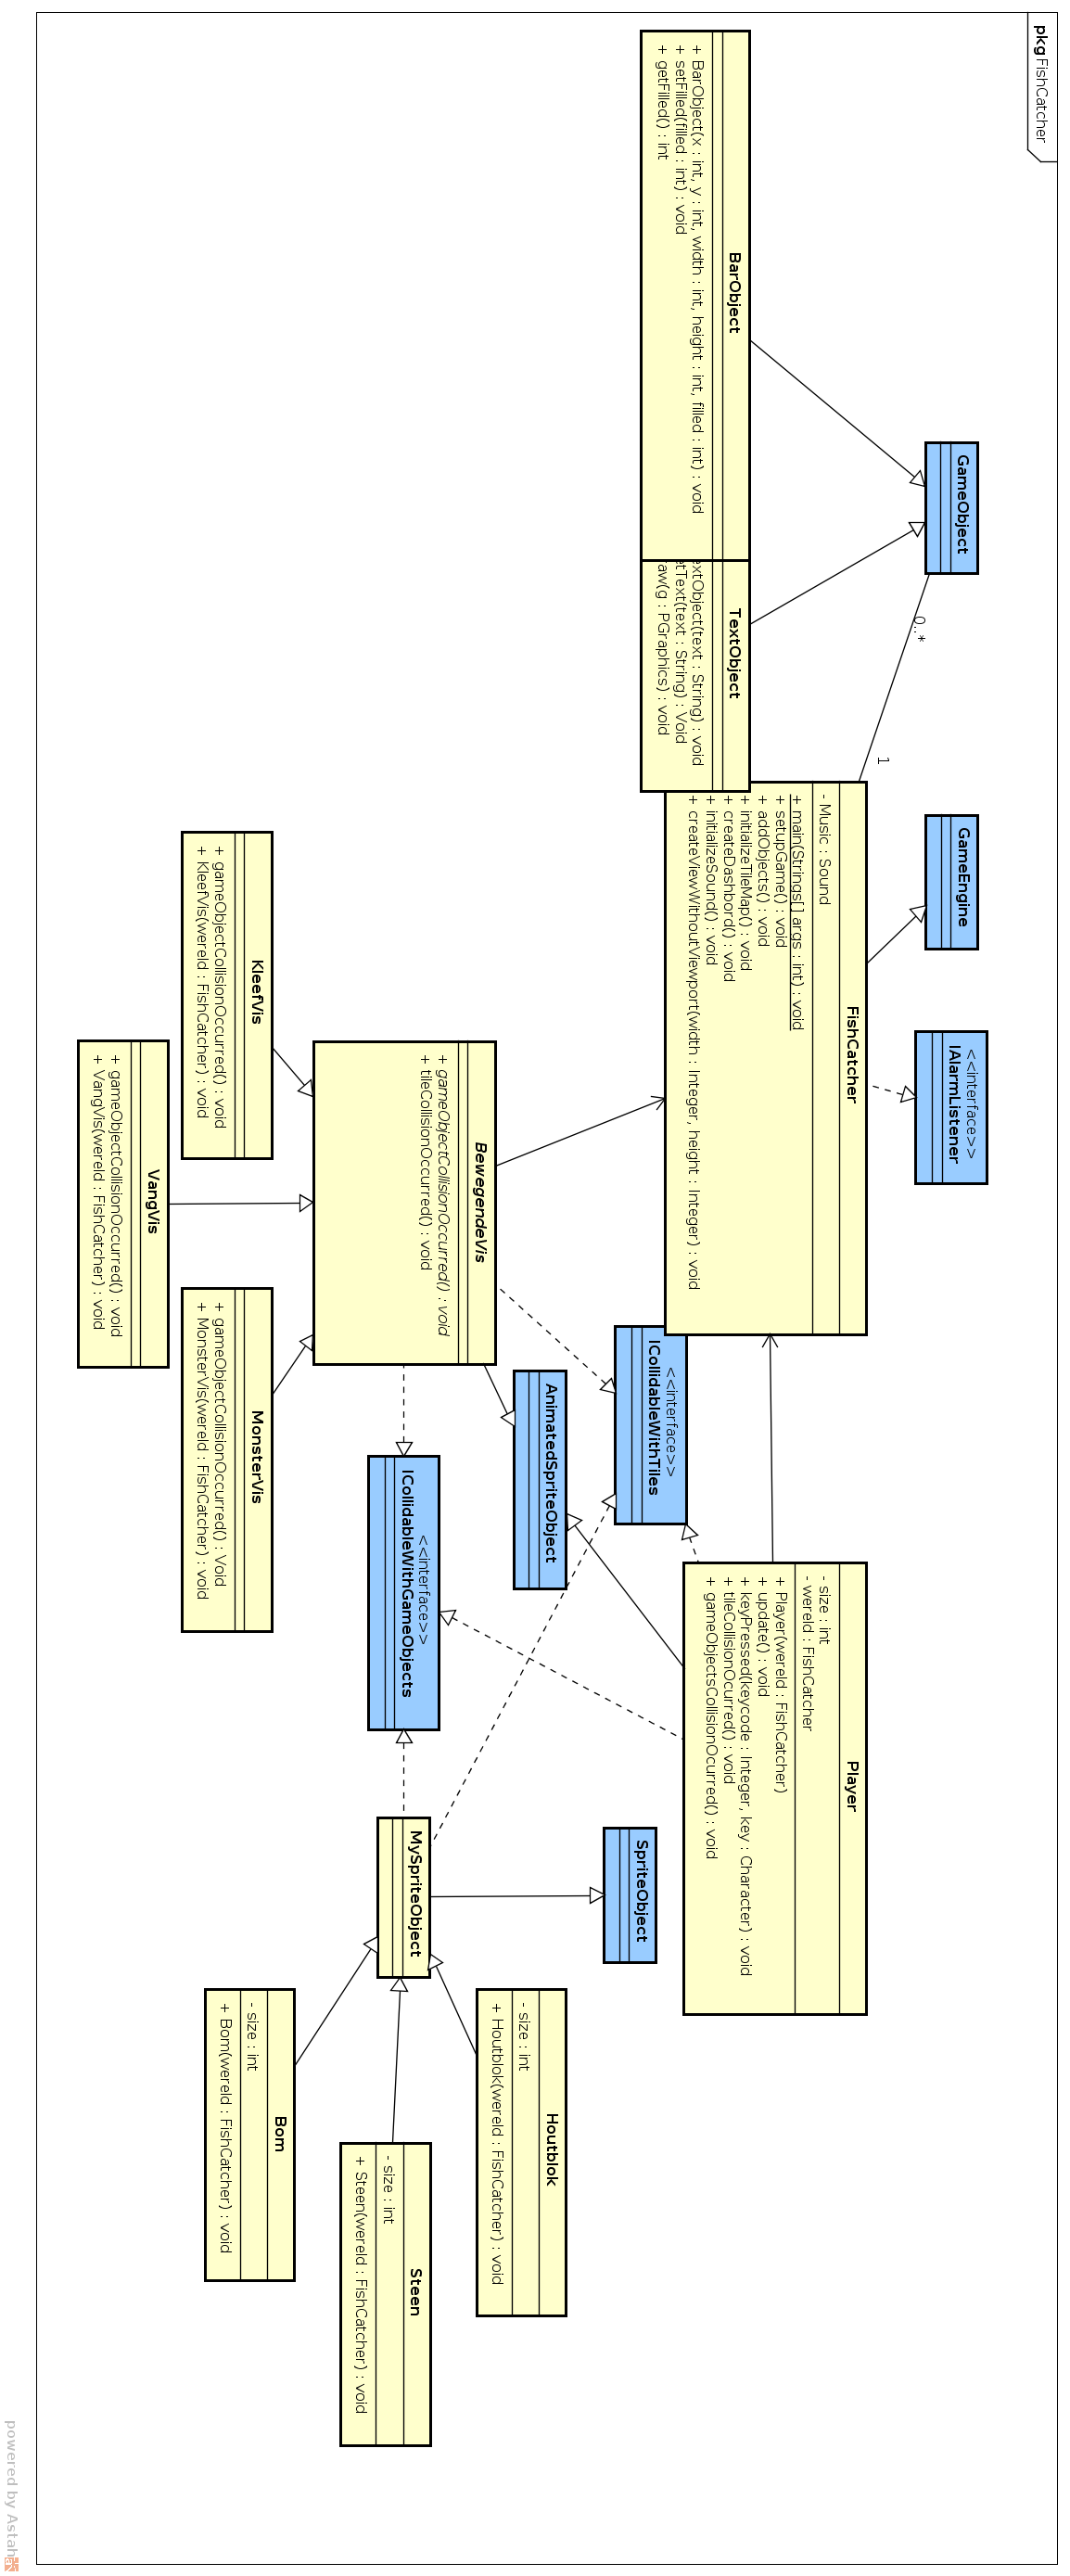 pkg FishCatcher
GameObject
GameEngine
<<interface>>
IAlarmListener
0..*
1
BarObject
+ BarObject(x : int, y : int, width : int, height : int, filled : int) : void
+ setFilled(filled : int) : void
+ getFilled() : int
TextObject
extObject(text : String) : void
etText(text : String) : Void
raw(g : PGraphics) : void
FishCatcher
- Music : Sound
+ main(Strings[] args : int) : void
+ setupGame() : void
+ addObjects() : void
+ initializeTileMap() : void
+ createDashbord() : void
+ initializeSound() : void
+ createViewWithoutViewport(width : Integer, height : Integer) : void
Player
- size : int
- wereld : FishCatcher
+ Player(wereld : FishCatcher)
+ update() : void
+ keyPressed(keycode : Integer, key : Character) : void
+ tileCollisionOcurred() : void
+ gameObjectsCollisionOcurred() : void
<<interface>>
ICollidableWithTiles
SpriteObject
AnimatedSpriteObject
Houtblok
- size : int
+ Houtblok(wereld : FishCatcher) : void
BewegendeVis
+ gameObjectCollisionOccurred() : void
+ tileCollisionOccurred() : void
<<interface>>
ICollidableWithGameObjects
MySpriteObject
Steen
- size : int
+ Steen(wereld : FishCatcher) : void
Bom
- size : int
+ Bom(wereld : FishCatcher) : void
KleefVis
+ gameObjectCollisionOccurred() : void
+ KleefVis(wereld : FishCatcher) : void
MonsterVis
+ gameObjectCollisionOccurred() : Void
+ MonsterVis(wereld : FishCatcher) : void
VangVis
+ gameObjectCollisionOccurred() : void
+ VangVis(wereld : FishCatcher) : void
powered by Astah